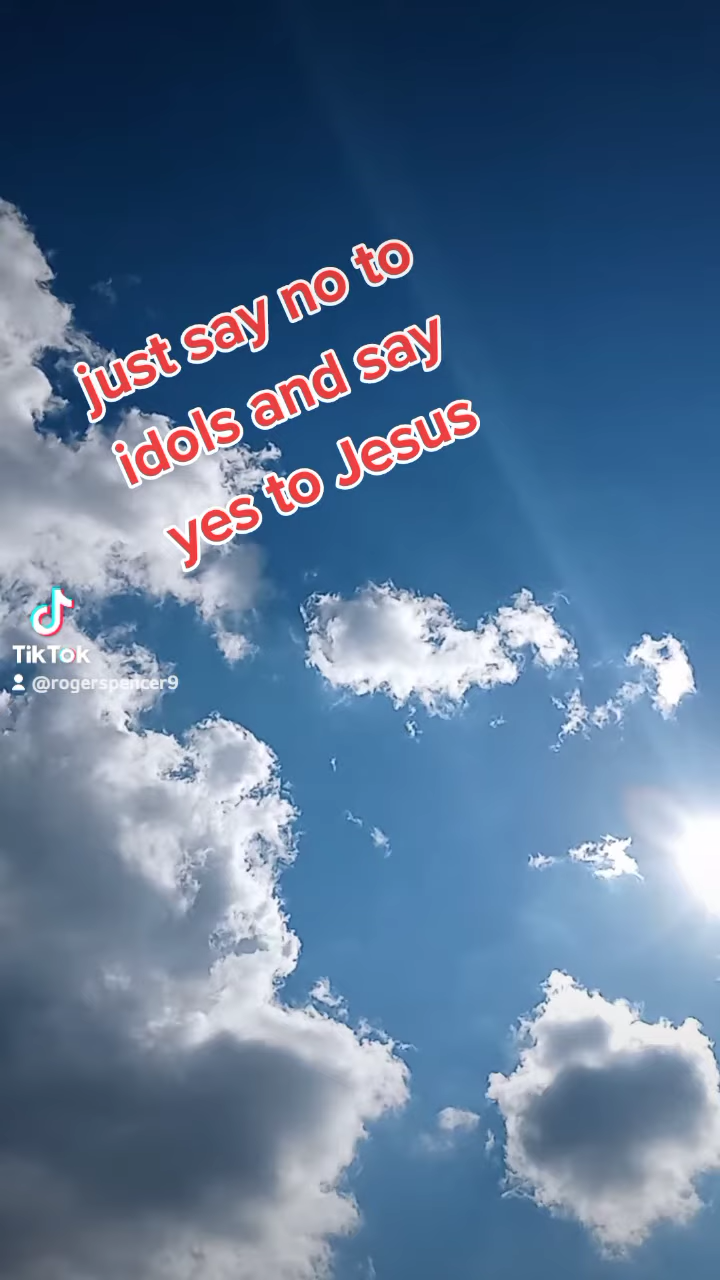 just say no to
idols and say
yes to Jesus
TikTok
@rogerspencer9